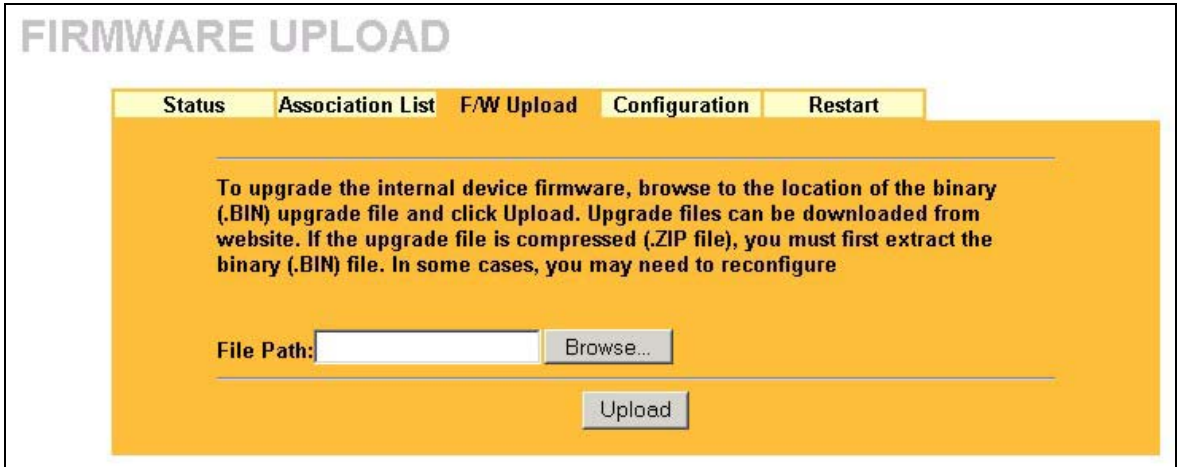 FIRMWARE UPLOAD
Status Association List F/W Upload Configuration Restart
To upgrade the internal device firmware, browse to the location of the binary
(.BIN) upgrade file and click Upload. Upgrade files can be downloaded from
website. If the upgrade file is compressed (.ZIP file), you must first extract the
binary (.BIN) file. In some cases, you may need to reconfigure
File Path: Browse...
Upload